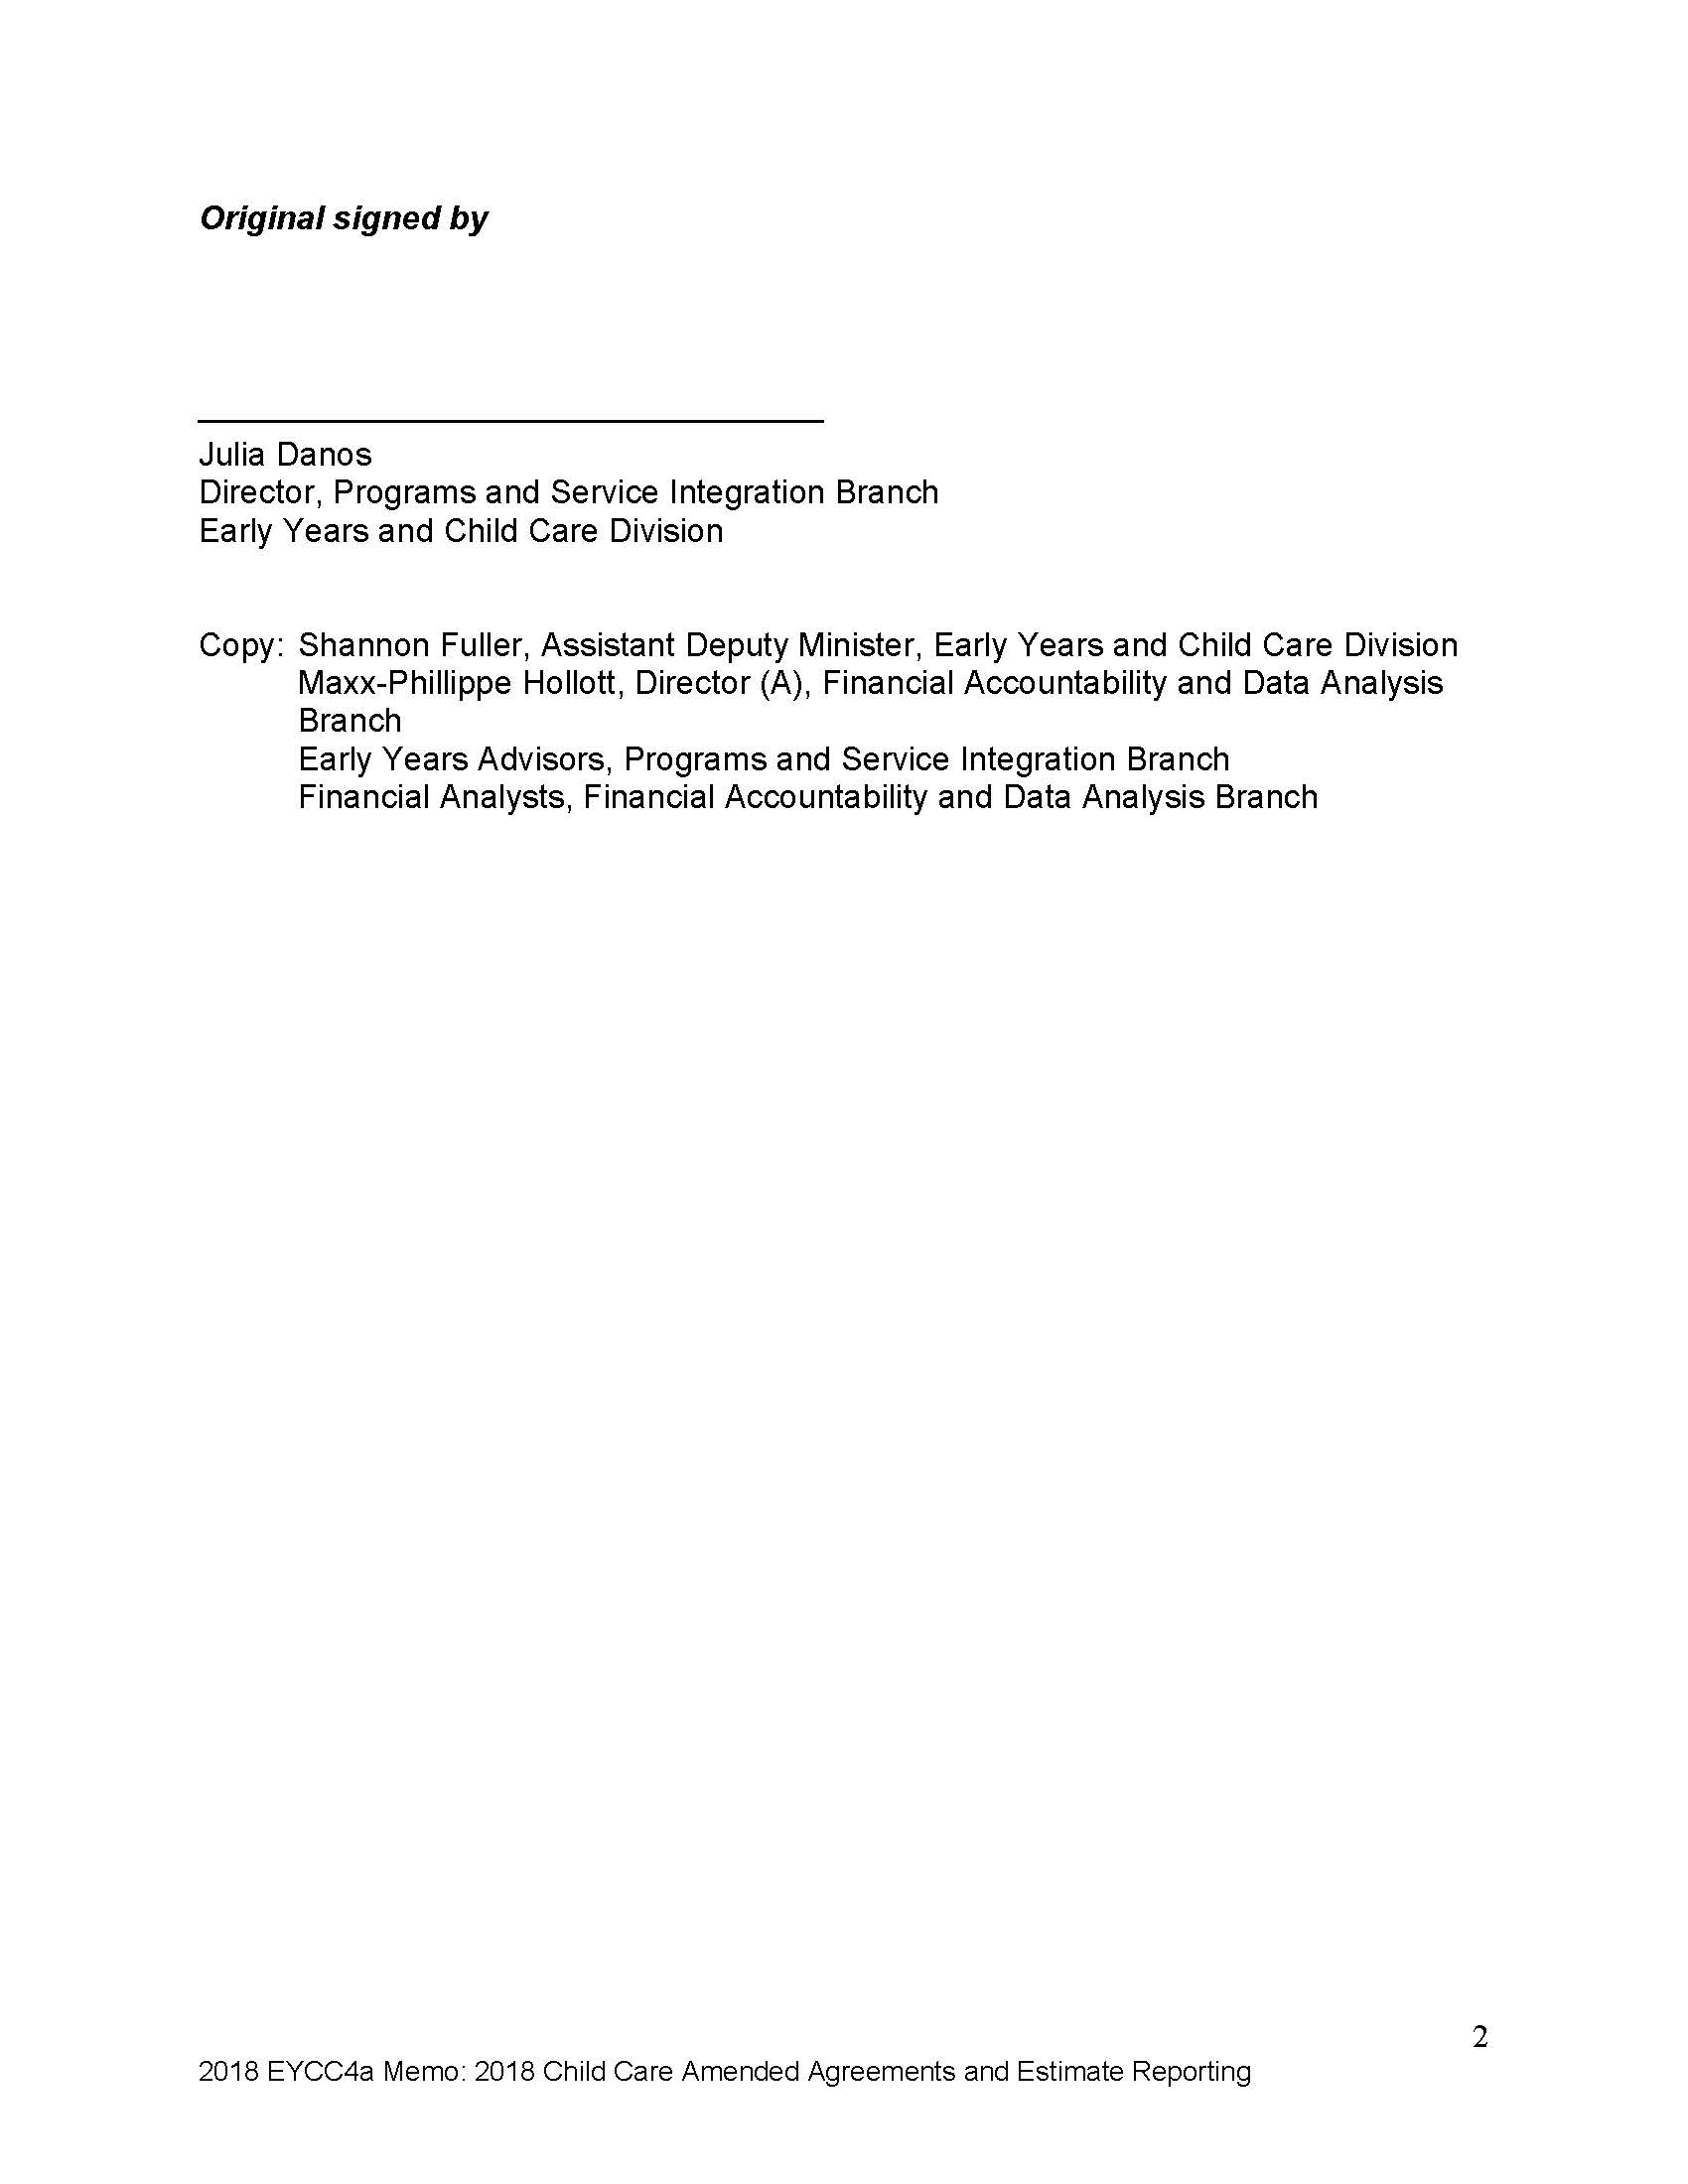 Original signed by
Julia Danos
Director, Programs and Service Integration Branch
Early Years and Child Care Division
Copy: Shannon Fuller, Assistant Deputy Minister, Early Years and Child Care Division
Maxx-Phillippe Hollott, Director (A), Financial Accountability and Data Analysis
Branch
Early Years Advisors, Programs and Service Integration Branch
Financial Analysts, Financial Accountability and Data Analysis Branch
2
2018 EYCC4a Memo: 2018 Child Care Amended Agreements and Estimate Reporting